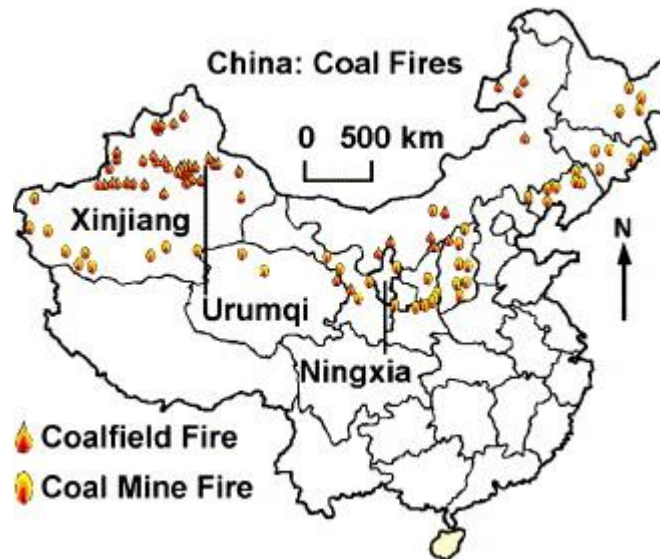 China: Coal Fires
0 500 km
Xinjiang
N
Urumqi
Ningxia
Coalfield Fire
Coal Mine Fire